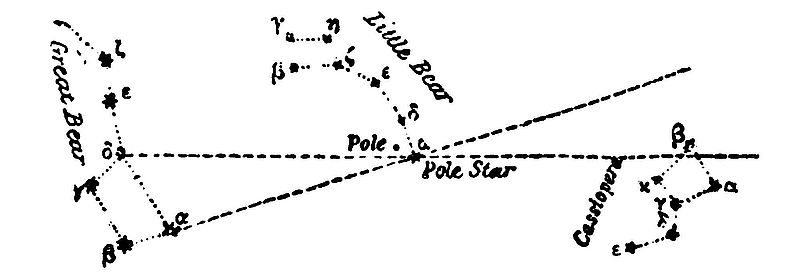 Great Bear
ζ
ε
δ
γ
α
β
Little Bear
γ
η
β
ζ
ε
δ
α
Pole
Pole Star
Cassiopeia
β
α
κ
γ
ε